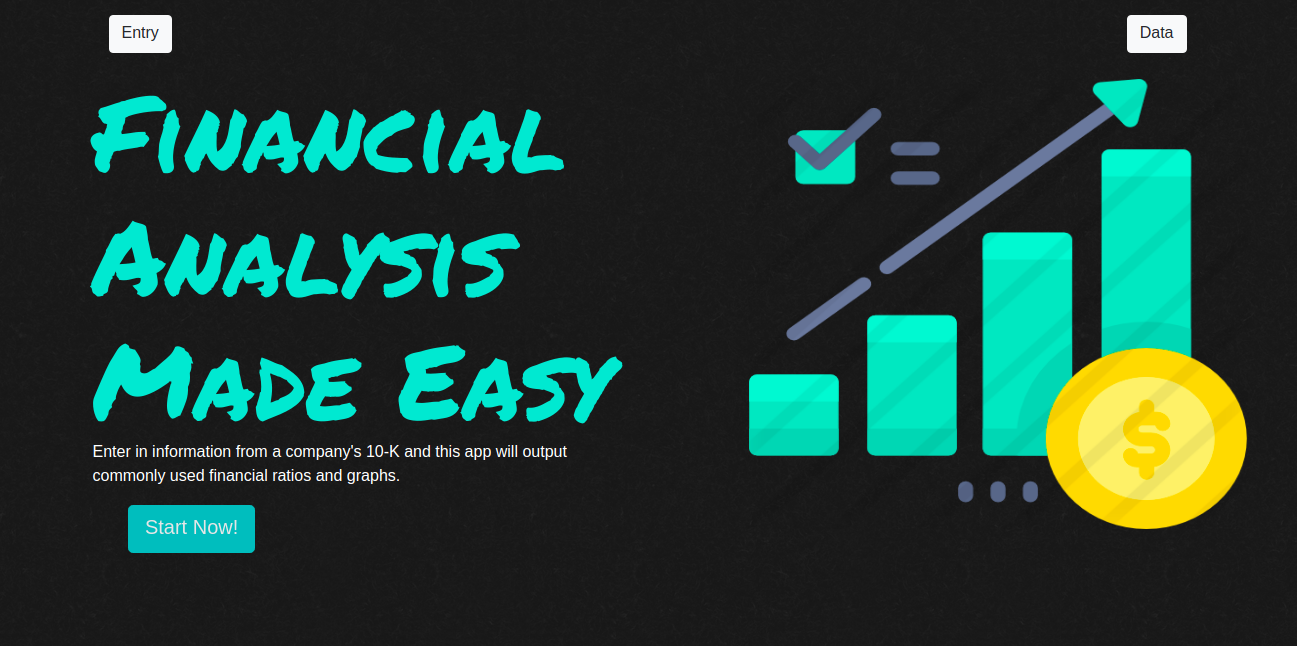 Entry
Data
Financial
Analysis
Made Easy
Enter in information from a company's 10-K and this app will output
commonly used financial ratios and graphs.
Start Now!
$